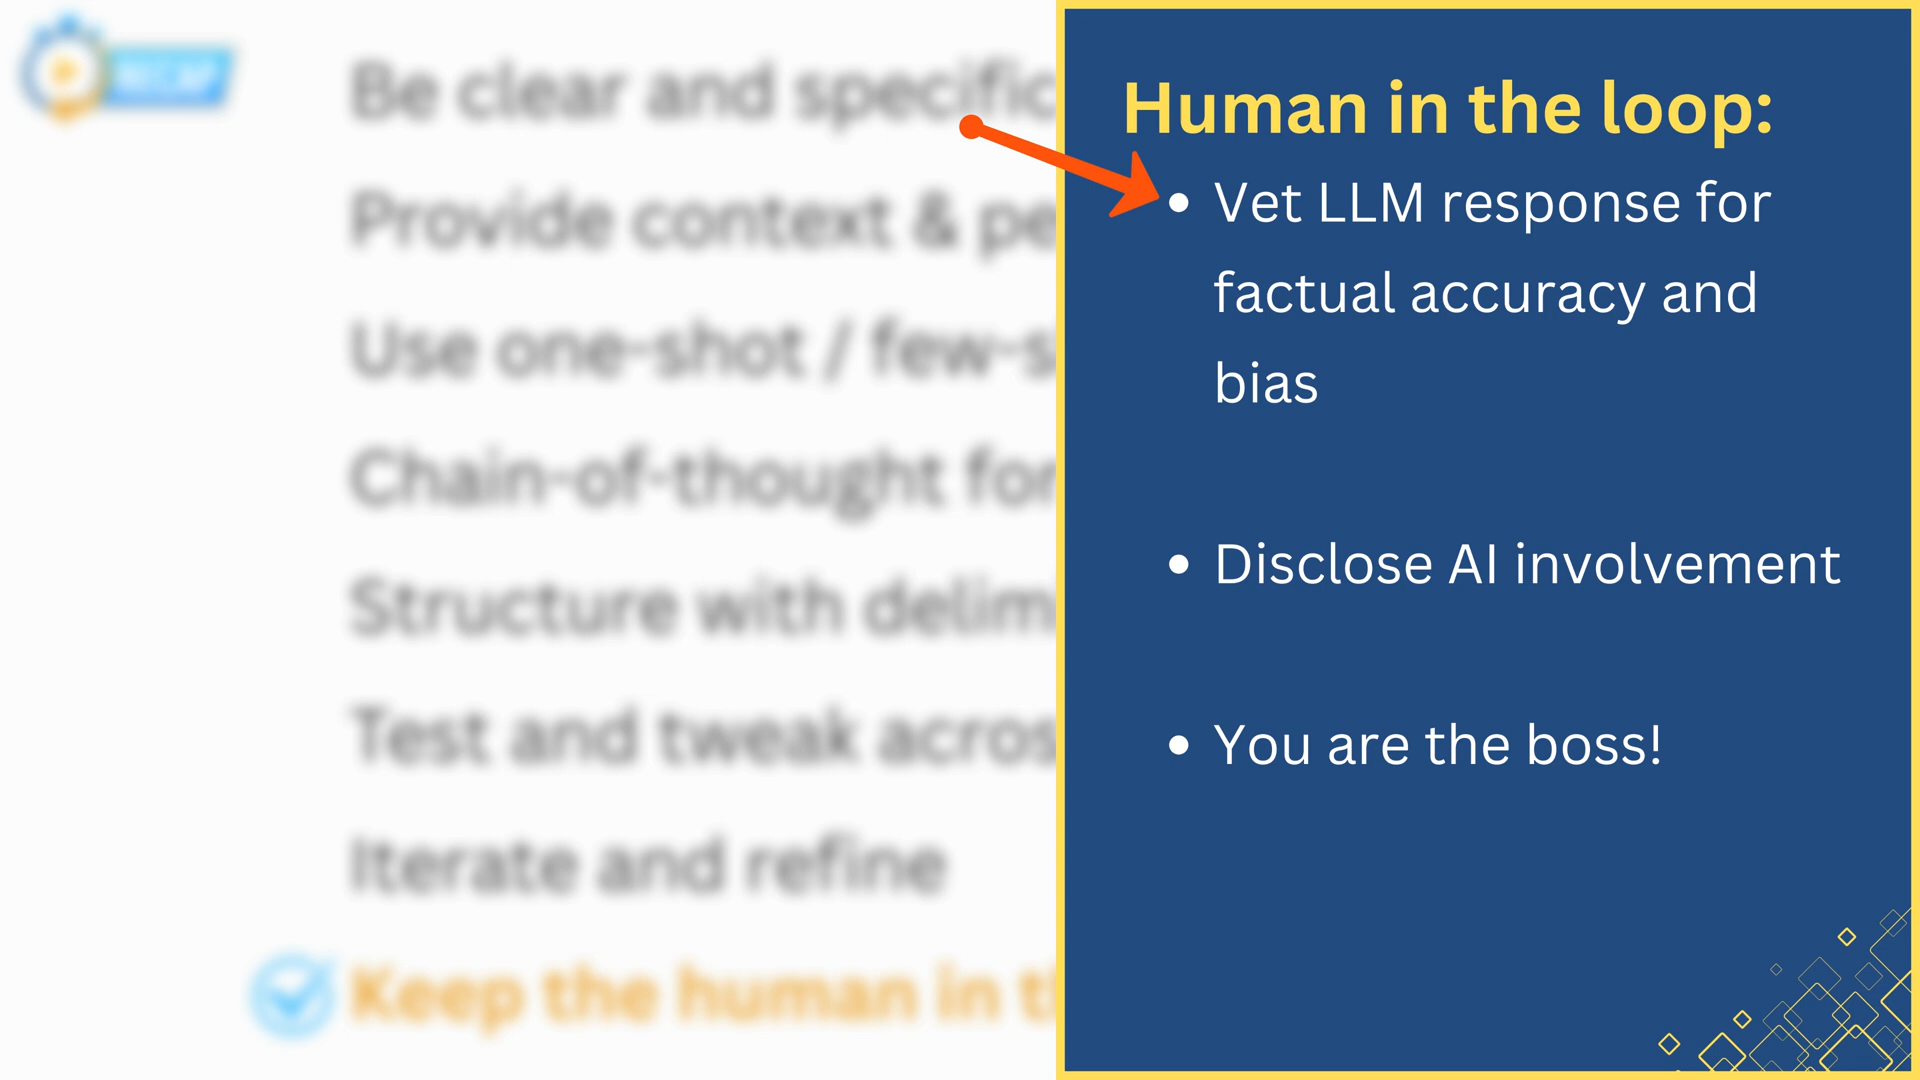 RECAP
Be clear and specific
Provide context & pe
Use one-shot / few-s
Chain-of-thought for
Structure with delim
Test and tweak acros
Iterate and refine
Keep the human in th
Human in the loop:
• Vet LLM response for
factual accuracy and
bias
• Disclose AI involvement
• You are the boss!